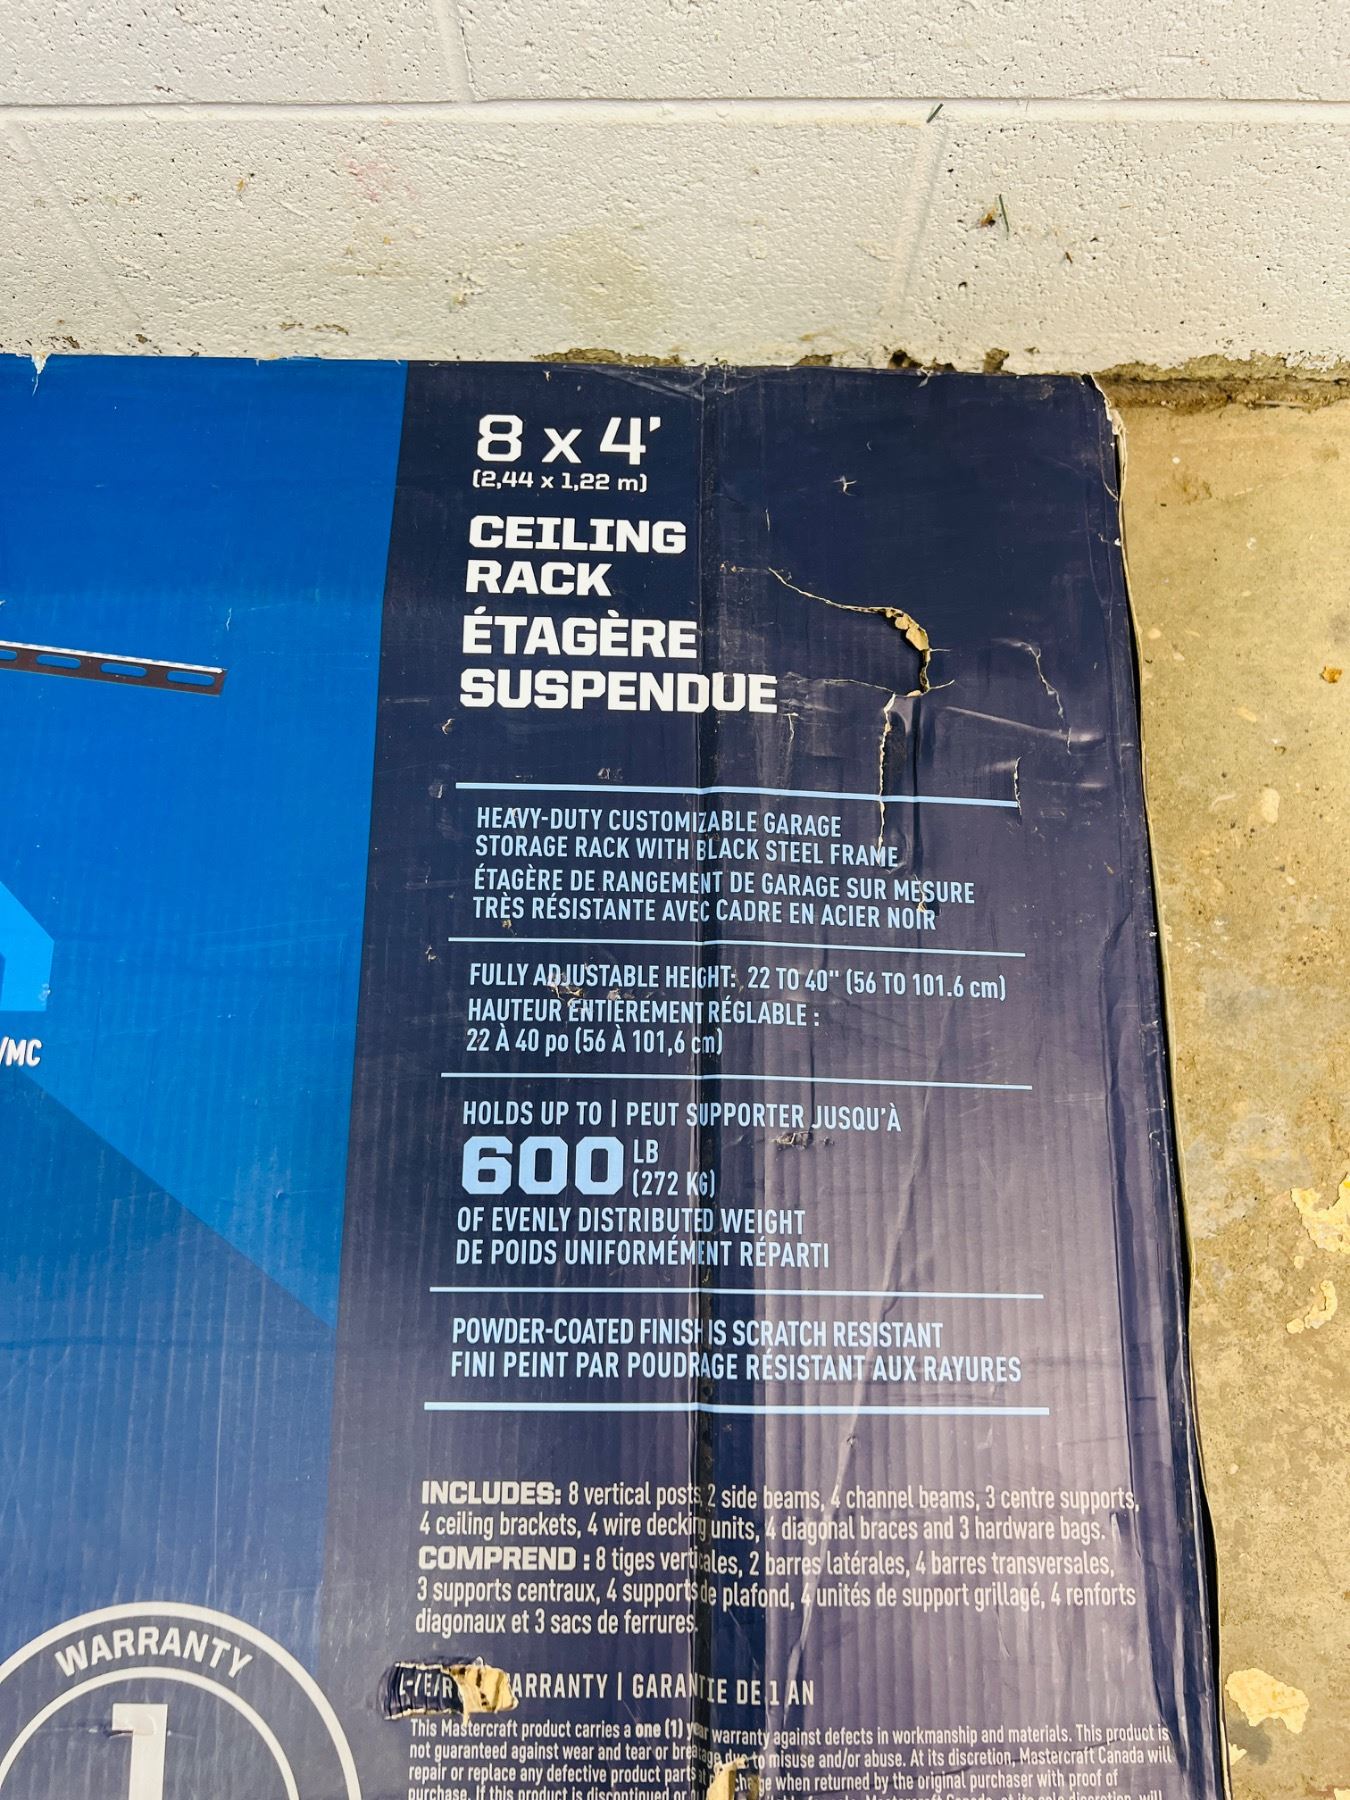 8 x 4'
(2,44 x 1,22 m)
CEILING
RACK
ÉTAGÈRE
SUSPENDUE
HEAVY-DUTY CUSTOMIZABLE GARAGE
STORAGE RACK WITH BLACK STEEL FRAME
ÉTAGÈRE DE RANGEMENT DE GARAGE SUR MESURE
TRÈS RÉSISTANTE AVEC CADRE EN ACIER NOIR
FULLY ADJUSTABLE HEIGHT: 22 TO 40" (56 TO 101.6 cm)
HAUTEUR ENTIÈREMENT RÉGLABLE :
22 À 40 po (56 À 101,6 cm)
/MC
HOLDS UP TO | PEUT SUPPORTER JUSQU'À
600 LB
(272 KG)
OF EVENLY DISTRIBUTED WEIGHT
DE POIDS UNIFORMÉMENT RÉPARTI
POWDER-COATED FINISH IS SCRATCH RESISTANT
FINI PEINT PAR POUDRAGE RÉSISTANT AUX RAYURES
INCLUDES: 8 vertical posts, 2 side beams, 4 channel beams, 3 centre supports,
4 ceiling brackets, 4 wire decking units, 4 diagonal braces and 3 hardware bags.
COMPREND : 8 tiges verticales, 2 barres latérales, 4 barres transversales,
3 supports centraux, 4 supports de plafond, 4 unités de support grillagé, 4 renforts
diagonaux et 3 sacs de ferrures.
WARRANTY
1
WARRANTY | GARANTIE DE 1 AN
This Mastercraft product carries a one (1) year warranty against defects in workmanship and materials. This product is
not guaranteed against wear and tear or breakage due to misuse and/or abuse. At its discretion, Mastercraft Canada will
repair or replace any defective product parts when returned by the original purchaser with proof of
purchase. If this product is discontinued or